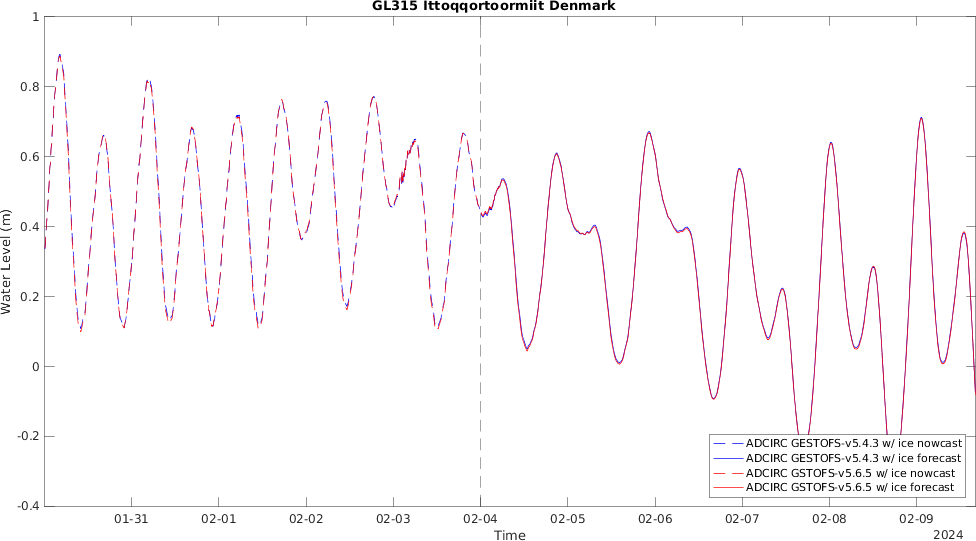 GL315 Ittoqqortoormiit Denmark
1
0.8
0.6
0.4
0.2
0
-0.2
-0.4
Water Level (m)
ADCIRC GESTOFS-v5.4.3 w/ ice nowcast
ADCIRC GESTOFS-v5.4.3 w/ ice forecast
ADCIRC GSTOFS-v5.6.5 w/ ice nowcast
ADCIRC GSTOFS-v5.6.5 w/ ice forecast
01-31 02-01 02-02 02-03 02-04 02-05 02-06 02-07 02-08 02-09
Time
2024